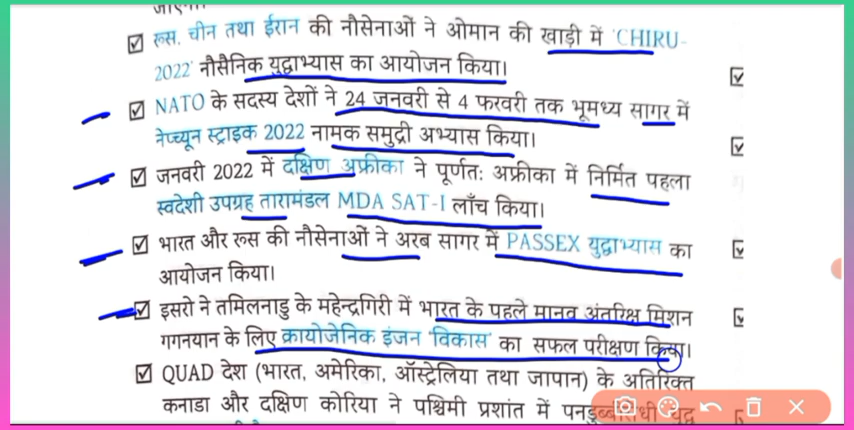 रूस, चीन तथा ईरान की नौसेनाओं ने ओमान की खाड़ी में 'CHIRU-
2022' नौसैनिक युद्वाभ्यास का आयोजन किया।
NATO के सदस्य देशों ने 24 जनवरी से 4 फरवरी तक भूमध्य सागर में
नेप्च्यून स्ट्राइक 2022 नामक समुद्री अभ्यास किया।
जनवरी 2022 में दक्षिण अफ्रीका ने पूर्णतः अफ्रीका में निर्मित पहला
स्वदेशी उपग्रह तारामंडल MDA SAT-I लाँच किया।
भारत और रूस की नौसेनाओं ने अरब सागर में PASSEX युद्वाभ्यास का
आयोजन किया।
इसरो ने तमिलनाडु के महेन्द्रगिरी में भारत के पहले मानव अंतरिक्ष मिशन
गगनयान के लिए क्रायोजेनिक इंजन 'विकास' का सफल परीक्षण किया।
QUAD देश (भारत, अमेरिका, ऑस्ट्रेलिया तथा जापान) के अतिरिक्त
कनाडा और दक्षिण कोरिया ने पश्चिमी प्रशांत में